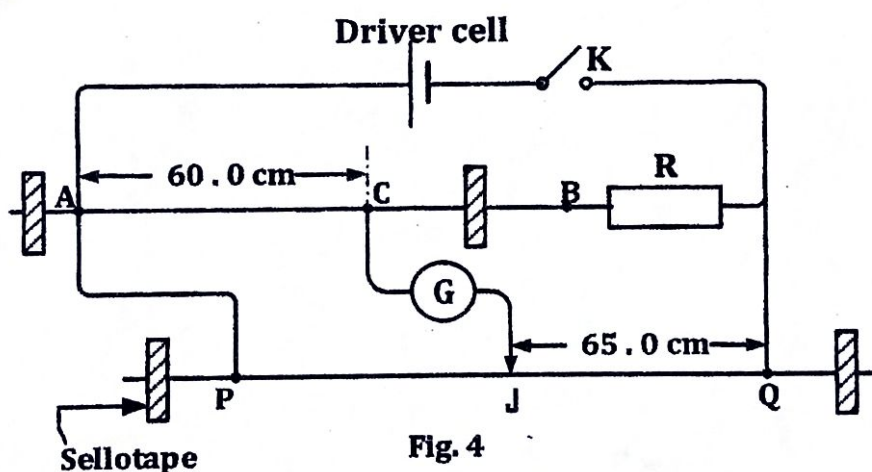 Driver cell
K
60.0 cm
A
C
B
R
G
65.0 cm
P
J
Q
Sellotape
Fig. 4